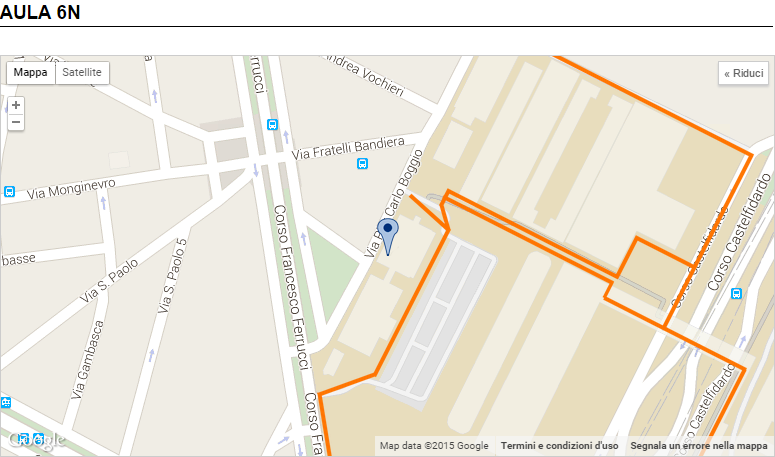 AULA 6N
Mappa
Satellite
« Riduci
+
−
Andrea Vochieri
Ferrucci
Via Fratelli Bandiera
Carlo Boggio
Via Monginevro
Corso Castelfidardo
Corso Castelfidardo
Corso Francesco Ferrucci
basse
Via S. Paolo
Via S. Paolo 5
Via Gambasca
Corso Castelfidardo
Corso Fra
Google
Map data ©2015 Google
Termini e condizioni d'uso
Segnala un errore nella mappa